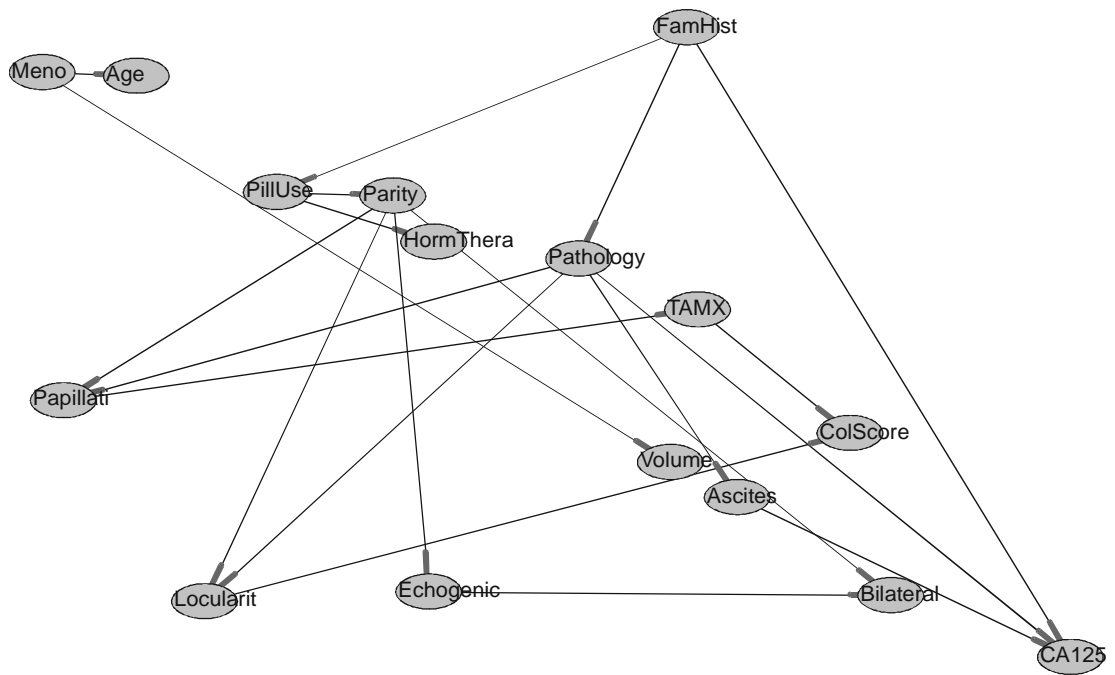 FamHist
Meno
Age
PillUse
Parity
HormThera
Pathology
TAMX
Papillati
ColScore
Volume
Ascites
Locularit
Echogenic
Bilateral
CA125